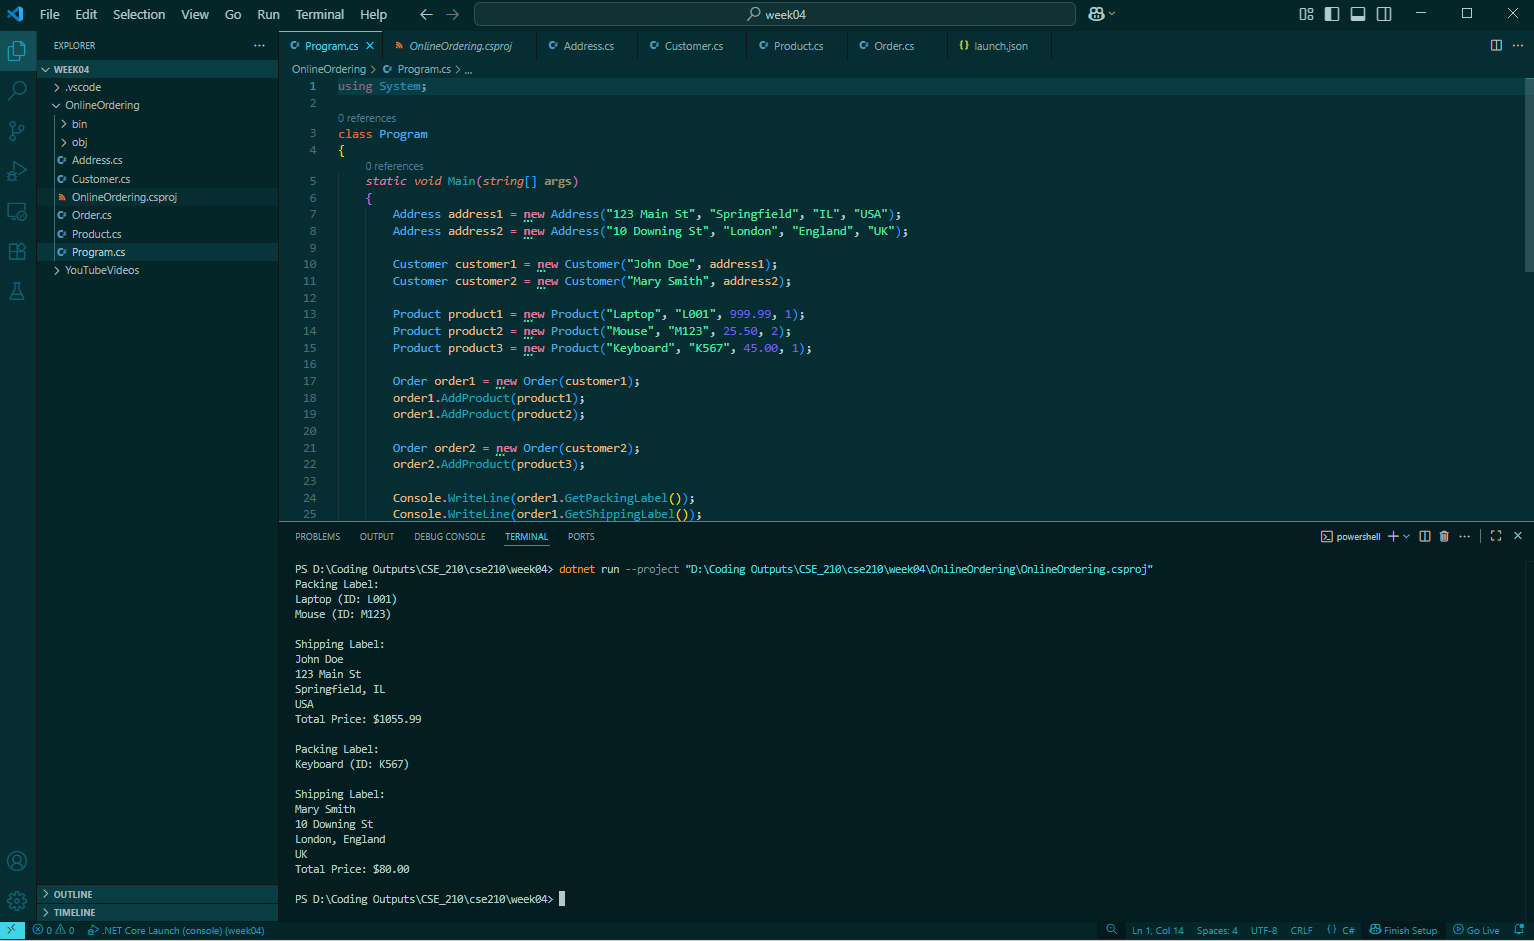 File Edit Selection View Go Run Terminal Help
week04
EXPLORER
WEEK04
.vscode
OnlineOrdering
bin
obj
Address.cs
Customer.cs
OnlineOrdering.csproj
Order.cs
Product.cs
Program.cs
YouTubeVideos
OUTLINE
TIMELINE
Program.cs OnlineOrdering.csproj Address.cs Customer.cs Product.cs Order.cs launch.json
OnlineOrdering > Program.cs > ...
1 using System;
2
0 references
3 class Program
4 {
0 references
5 static void Main(string[] args)
6 {
7 Address address1 = new Address("123 Main St", "Springfield", "IL", "USA");
8 Address address2 = new Address("10 Downing St", "London", "England", "UK");
9
10 Customer customer1 = new Customer("John Doe", address1);
11 Customer customer2 = new Customer("Mary Smith", address2);
12
13 Product product1 = new Product("Laptop", "L001", 999.99, 1);
14 Product product2 = new Product("Mouse", "M123", 25.50, 2);
15 Product product3 = new Product("Keyboard", "K567", 45.00, 1);
16
17 Order order1 = new Order(customer1);
18 order1.AddProduct(product1);
19 order1.AddProduct(product2);
20
21 Order order2 = new Order(customer2);
22 order2.AddProduct(product3);
23
24 Console.WriteLine(order1.GetPackingLabel());
25 Console.WriteLine(order1.GetShippingLabel());
PROBLEMS OUTPUT DEBUG CONSOLE TERMINAL PORTS
powershell
PS D:\Coding Outputs\CSE_210\cse210\week04> dotnet run --project "D:\Coding Outputs\CSE_210\cse210\week04\OnlineOrdering\OnlineOrdering.csproj"
Packing Label:
Laptop (ID: L001)
Mouse (ID: M123)
Shipping Label:
John Doe
123 Main St
Springfield, IL
USA
Total Price: $1055.99
Packing Label:
Keyboard (ID: K567)
Shipping Label:
Mary Smith
10 Downing St
London, England
UK
Total Price: $80.00
PS D:\Coding Outputs\CSE_210\cse210\week04>
0 0 .NET Core Launch (console) (week04)
Ln 1, Col 14 Spaces: 4 UTF-8 CRLF {} C# Finish Setup Go Live